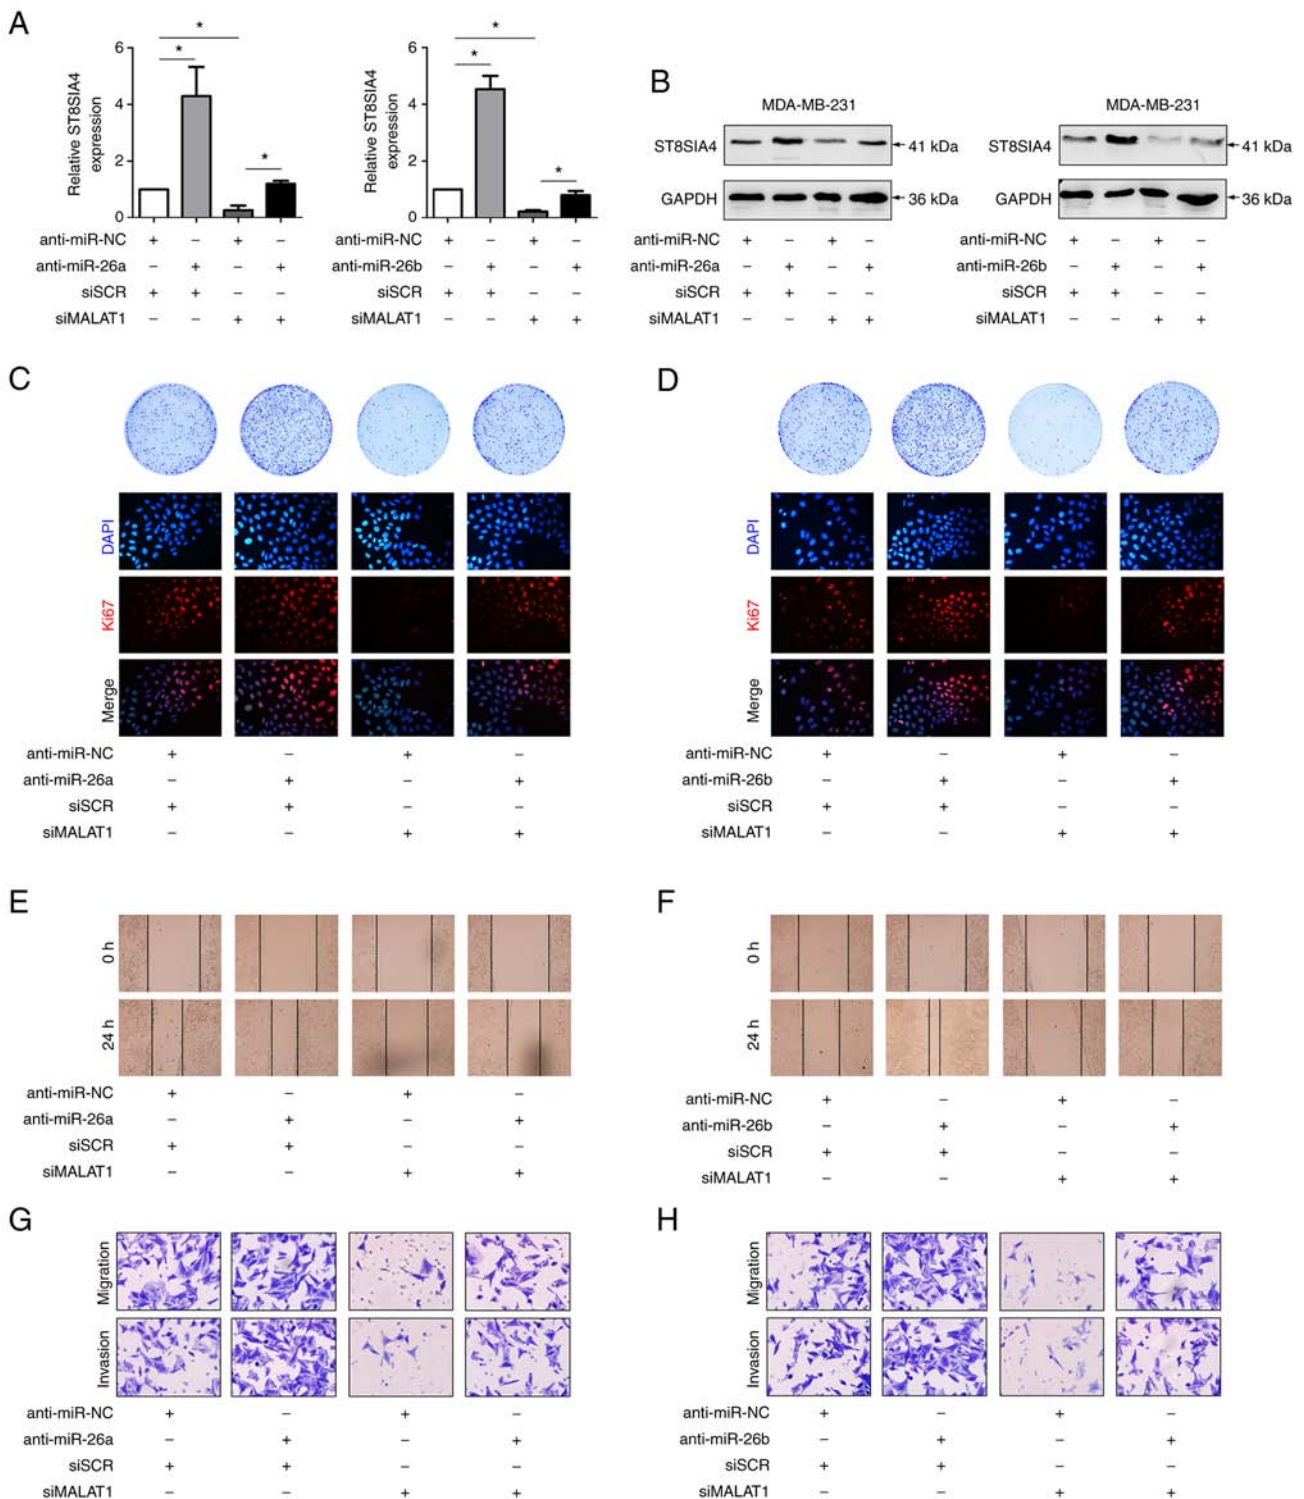 A
* *
* *
6 6
* *
4 4
Relative ST8SIA4
expression
Relative ST8SIA4
expression
2 2
* *
0 0
anti-miR-NC + – + – anti-miR-NC + – + –
anti-miR-26a – + – + anti-miR-26b – + – +
siSCR + + – – siSCR + + – –
siMALAT1 – – + + siMALAT1 – – + +
B
MDA-MB-231 MDA-MB-231
ST8SIA4 41 kDa ST8SIA4 41 kDa
GAPDH 36 kDa GAPDH 36 kDa
anti-miR-NC + – + – anti-miR-NC + – + –
anti-miR-26a – + – + anti-miR-26b – + – +
siSCR + + – – siSCR + + – –
siMALAT1 – – + + siMALAT1 – – + +
C
DAPI
Ki67
Merge
anti-miR-NC + – + –
anti-miR-26a – + – +
siSCR + + – –
siMALAT1 – – + +
D
DAPI
Ki67
Merge
anti-miR-NC + – + –
anti-miR-26b – + – +
siSCR + + – –
siMALAT1 – – + +
E
0 h
24 h
anti-miR-NC + – + –
anti-miR-26a – + – +
siSCR + + – –
siMALAT1 – – + +
F
0 h
24 h
anti-miR-NC + – + –
anti-miR-26b – + – +
siSCR + + – –
siMALAT1 – – + +
G
Migration
Invasion
anti-miR-NC + – + –
anti-miR-26a – + – +
siSCR + + – –
siMALAT1 – – + +
H
Migration
Invasion
anti-miR-NC + – + –
anti-miR-26b – + – +
siSCR + + – –
siMALAT1 – – + +